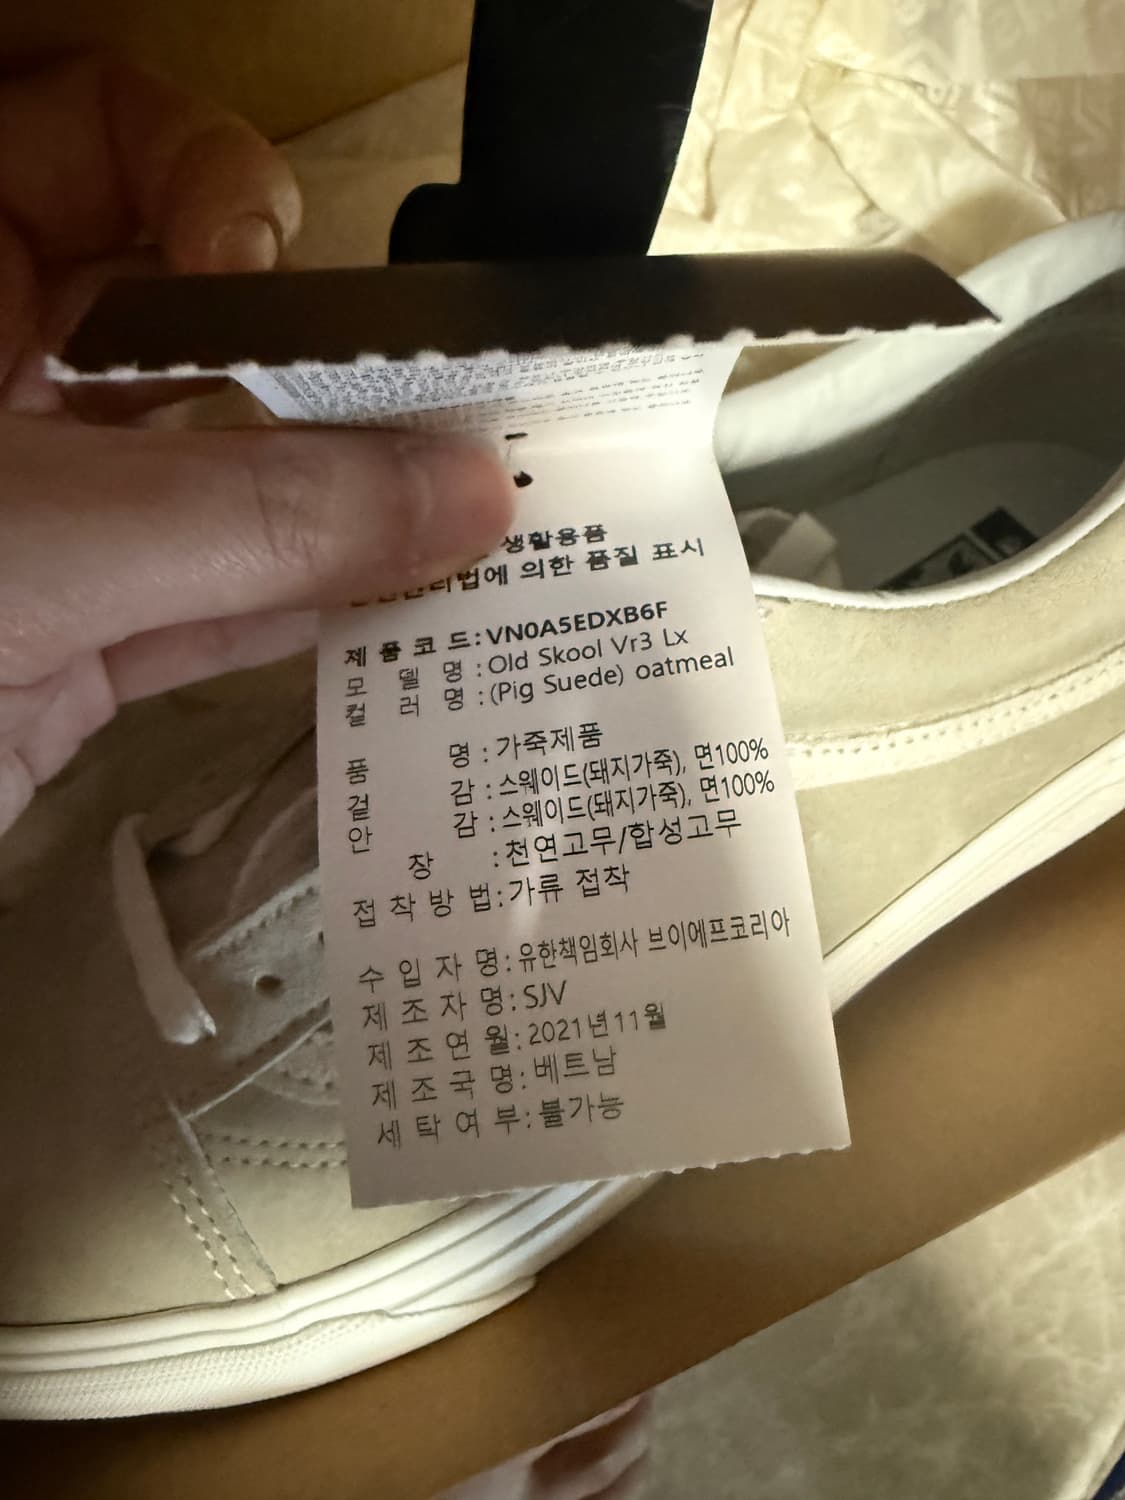 생활용품
법에 의한 품질 표시
제 품 코 드 : VN0A5EDXB6F
모 델 명 : Old Skool Vr3 Lx
컬 러 명 : (Pig Suede) oatmeal
품 명 : 가죽제품
겉 감 : 스웨이드(돼지가죽), 면100%
안 감 : 스웨이드(돼지가죽), 면100%
창 : 천연고무/합성고무
접 착 방 법 : 가류 접착
수 입 자 명 : 유한책임회사 브이에프코리아
제 조 자 명 : SJV
제 조 연 월 : 2021년 11월
제 조 국 명 : 베트남
세 탁 여 부 : 불가능